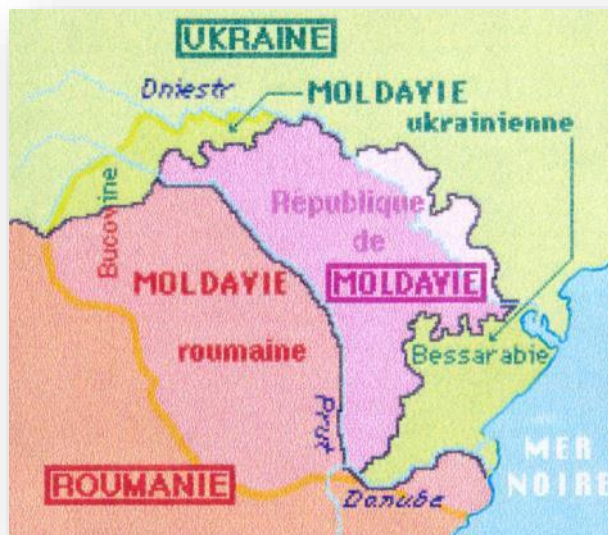 UKRAINE
Dniestr
MOLDAVIE
ukrainienne
Bucovine
République
de
MOLDAVIE
MOLDAVIE
roumaine
Bessarabie
Prut
MER
NOIRE
ROUMANIE
Danube